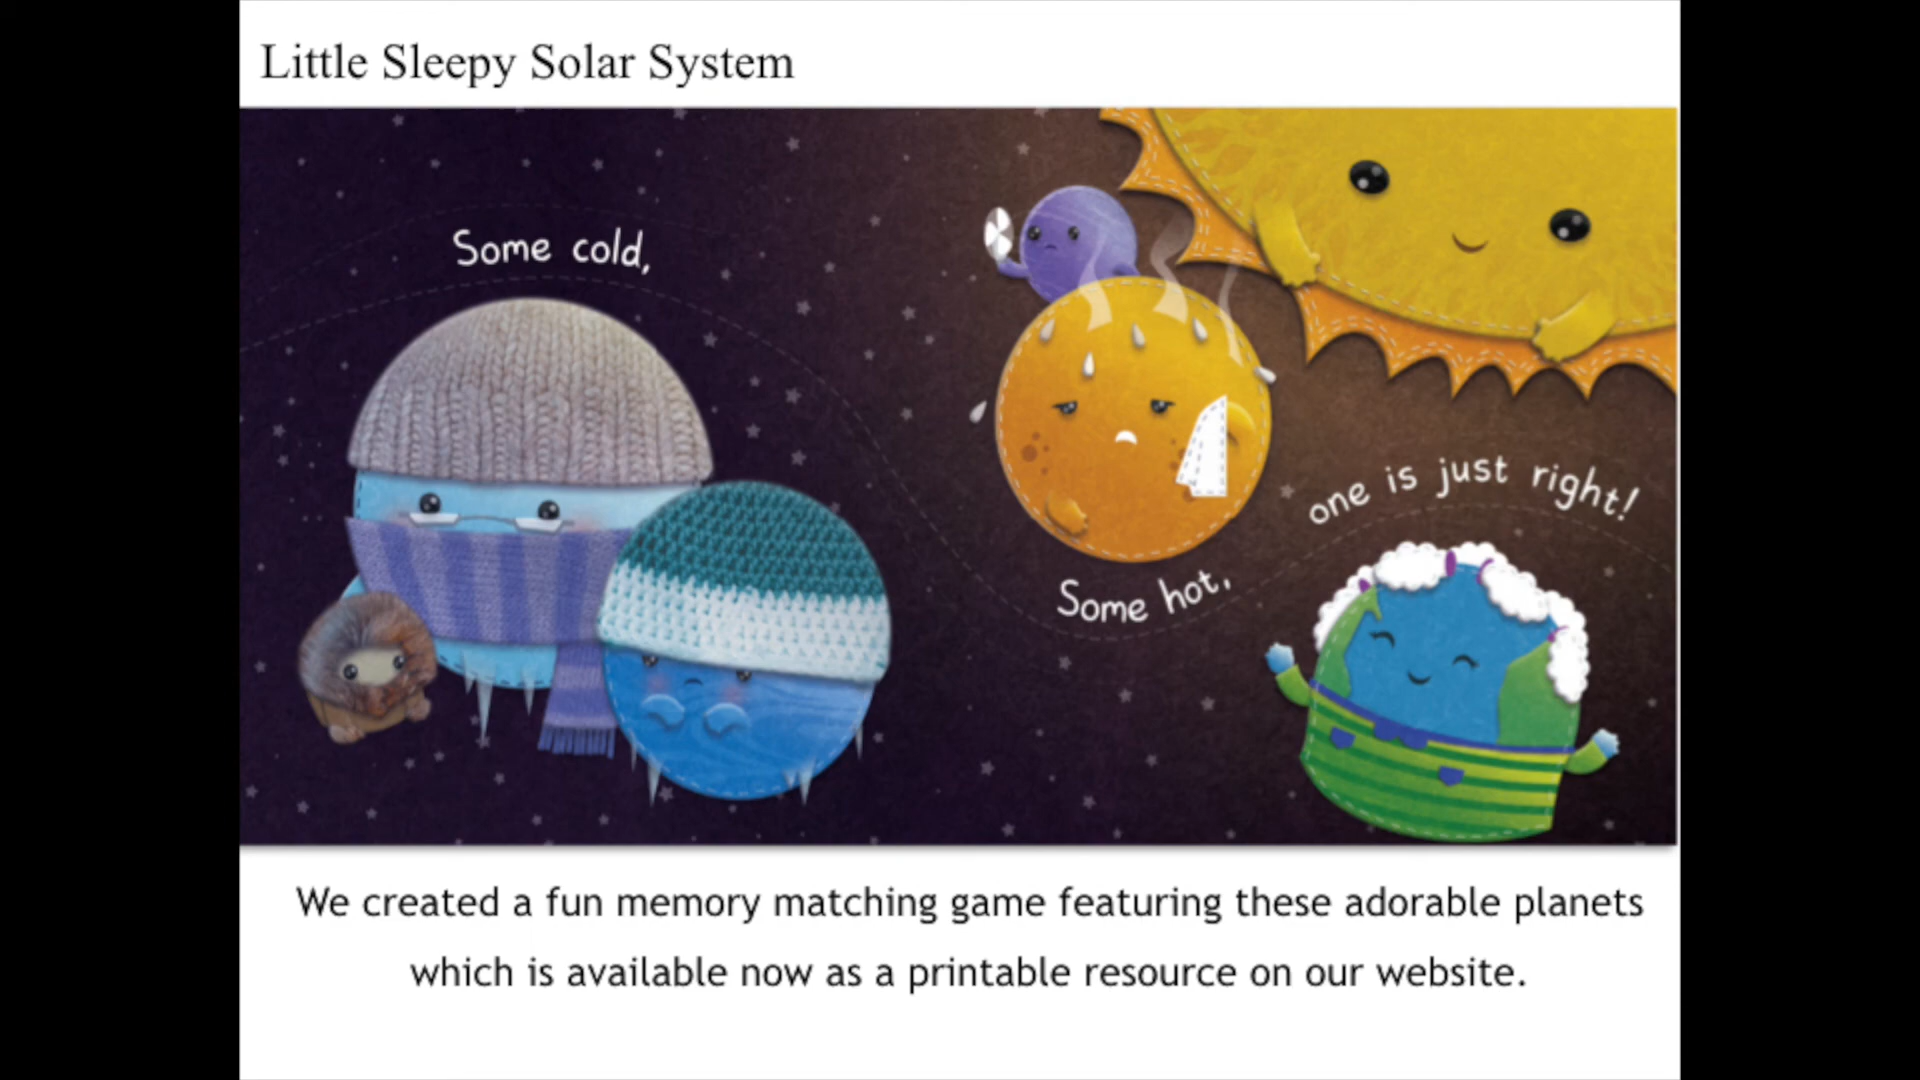 Little Sleepy Solar System
Some cold,
Some hot,
one is just right!
We created a fun memory matching game featuring these adorable planets
which is available now as a printable resource on our website.